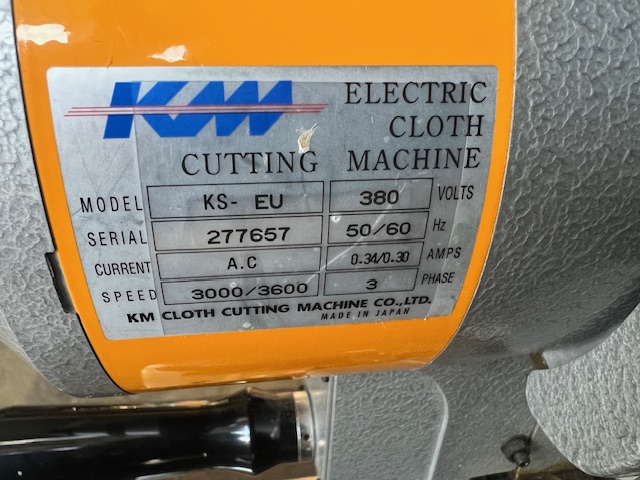 KM ELECTRIC
CLOTH
CUTTING MACHINE
MODEL KS- EU 380 VOLTS
SERIAL 277657 50/60 Hz
CURRENT A.C 0.34/0.30 AMPS
SPEED 3000/3600 3 PHASE
KM CLOTH CUTTING MACHINE CO.,LTD.
MADE IN JAPAN